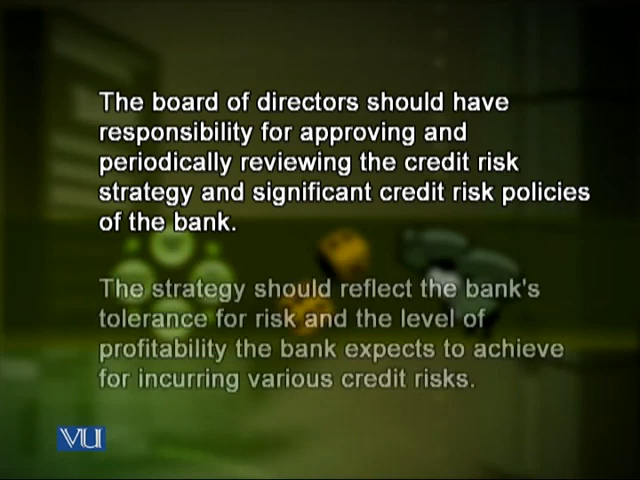 The board of directors should have
responsibility for approving and
periodically reviewing the credit risk
strategy and significant credit risk policies
of the bank.
The strategy should reflect the bank's
tolerance for risk and the level of
profitability the bank expects to achieve
for incurring various credit risks.
VU